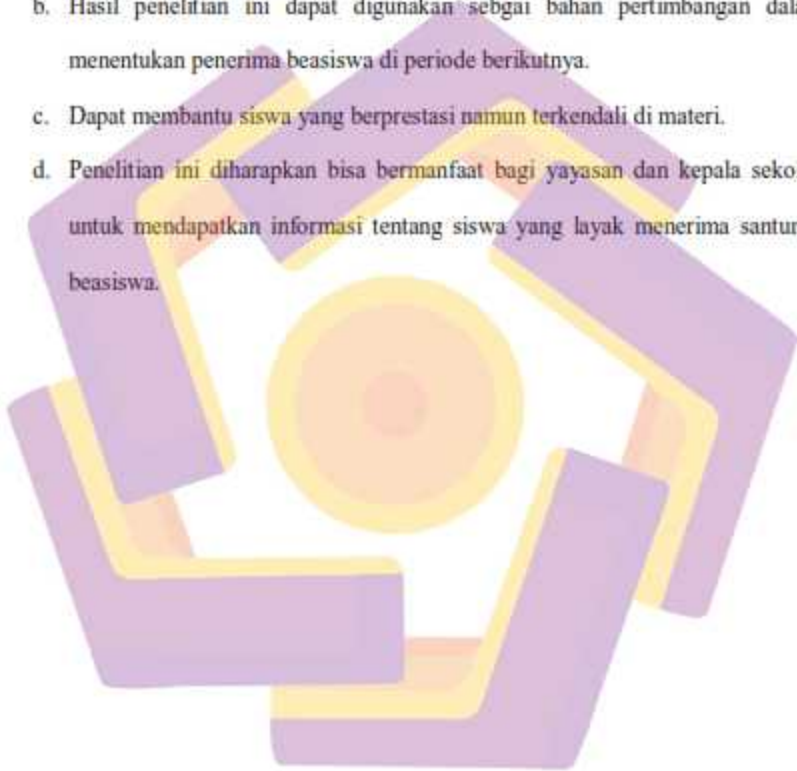 b. Hasil penelitian ini dapat digunakan sebgai bahan pertimbangan
menentukan penerima beasiswa di periode berikutnya.
c. Dapat membantu siswa yang berprestasi namun terkendali di materi.
d. Penelitian ini diharapkan bisa bermanfaat bagi yayasan dan kepala
untuk mendapatkan informasi tentang siswa yang layak menerima
beasiswa.